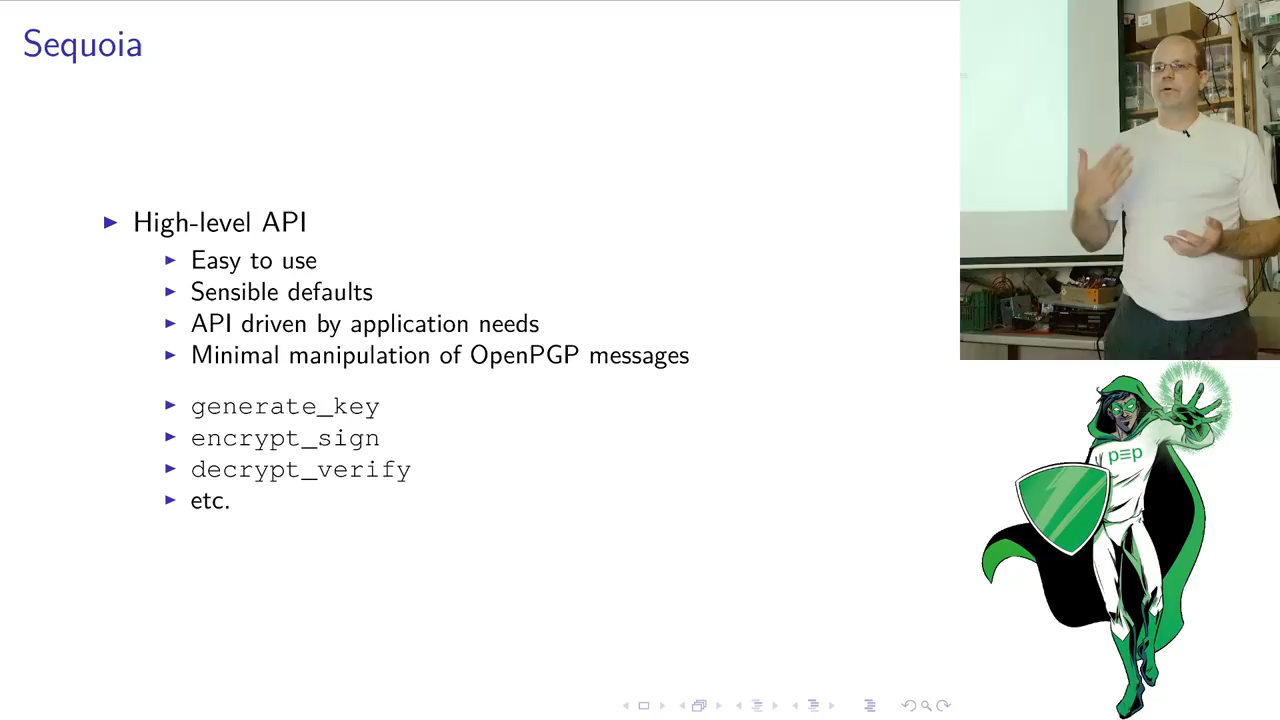 Sequoia
High-level API
Easy to use
Sensible defaults
API driven by application needs
Minimal manipulation of OpenPGP messages
generate_key
encrypt_sign
decrypt_verify
etc.
p≡p